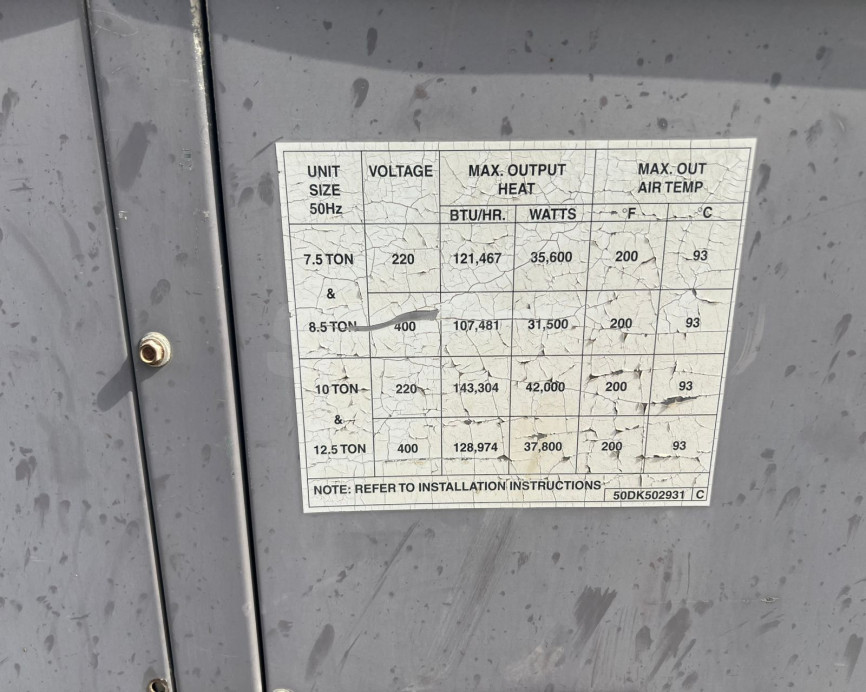 UNIT SIZE 50Hz VOLTAGE MAX. OUTPUT HEAT MAX. OUT AIR TEMP
BTU/HR. WATTS °F °C
7.5 TON 220 121,467 35,600 200 93
&
8.5 TON 400 107,481 31,500 200 93
10 TON 220 143,304 42,000 200 93
&
12.5 TON 400 128,974 37,800 200 93
NOTE: REFER TO INSTALLATION INSTRUCTIONS
50DK502931 C